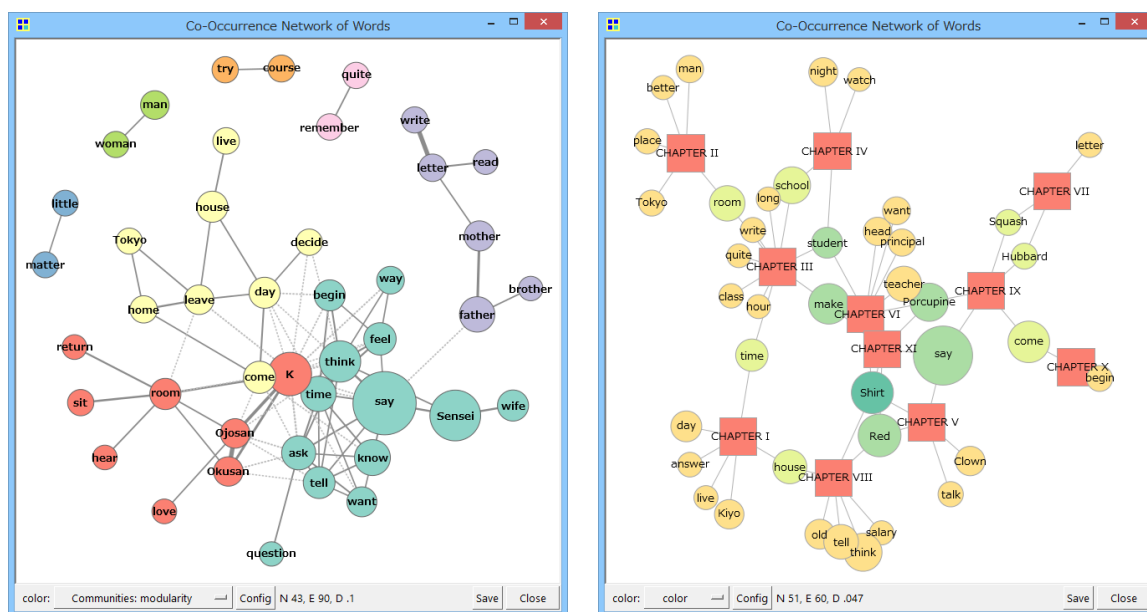 Co-Occurrence Network of Words
try
course
quite
man
woman
remember
write
live
letter
read
little
house
Tokyo
decide
mother
matter
way
brother
home
leave
day
begin
father
feel
return
think
come
K
room
time
say
sit
Sensei
wife
Ojosan
hear
Okusan
ask
know
tell
love
want
question
color:
Communities: modularity
Config
N 43, E 90, D .1
Save
Close
Co-Occurrence Network of Words
man
night
better
watch
place
CHAPTER II
CHAPTER IV
letter
Tokyo
room
long
school
CHAPTER VII
want
write
head
Squash
student
principal
quite
Hubbard
CHAPTER III
teacher
class
hour
make
Porcupine
CHAPTER IX
CHAPTER VI
time
CHAPTER XI
say
come
CHAPTER X
begin
Shirt
day
CHAPTER I
Red
CHAPTER V
answer
house
Clown
live
CHAPTER VIII
talk
Kiyo
old
tell
salary
think
color:
color
Config
N 51, E 60, D .047
Save
Close